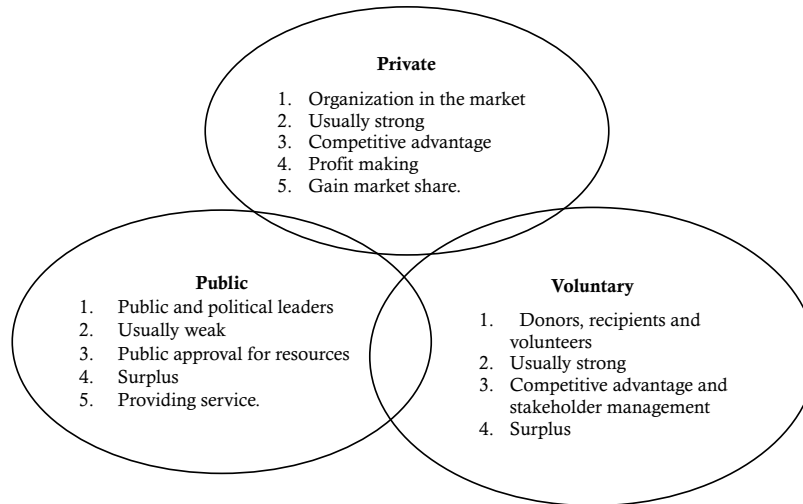 Private
1. Organization in the market
2. Usually strong
3. Competitive advantage
4. Profit making
5. Gain market share.
Public
1. Public and political leaders
2. Usually weak
3. Public approval for resources
4. Surplus
5. Providing service.
Voluntary
1. Donors, recipients and
volunteers
2. Usually strong
3. Competitive advantage and
stakeholder management
4. Surplus